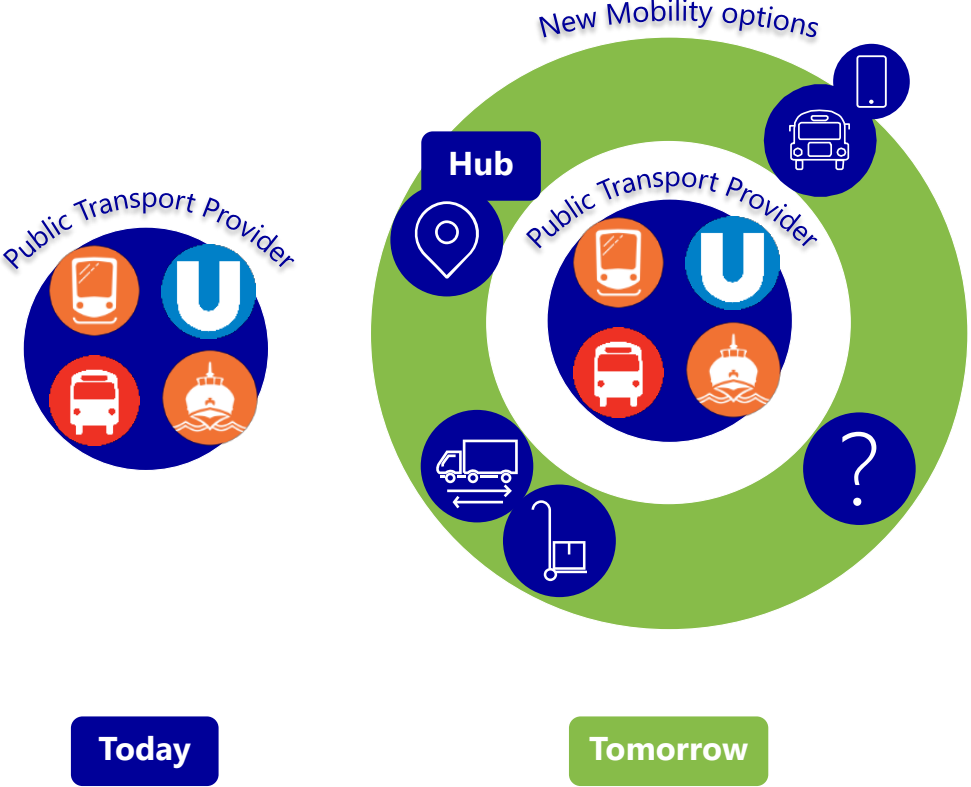 New Mobility options
Hub
Public Transport Provider
U
Public Transport Provider
U
?
Today
Tomorrow